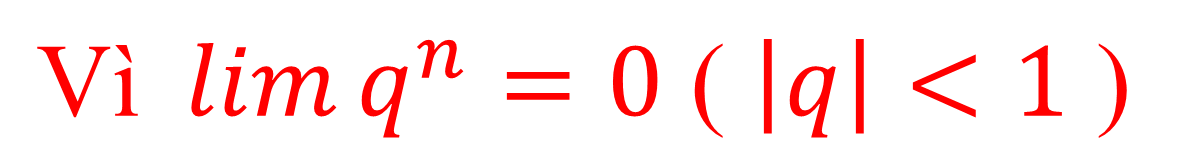 Vì lim qⁿ = 0 ( |q| < 1 )